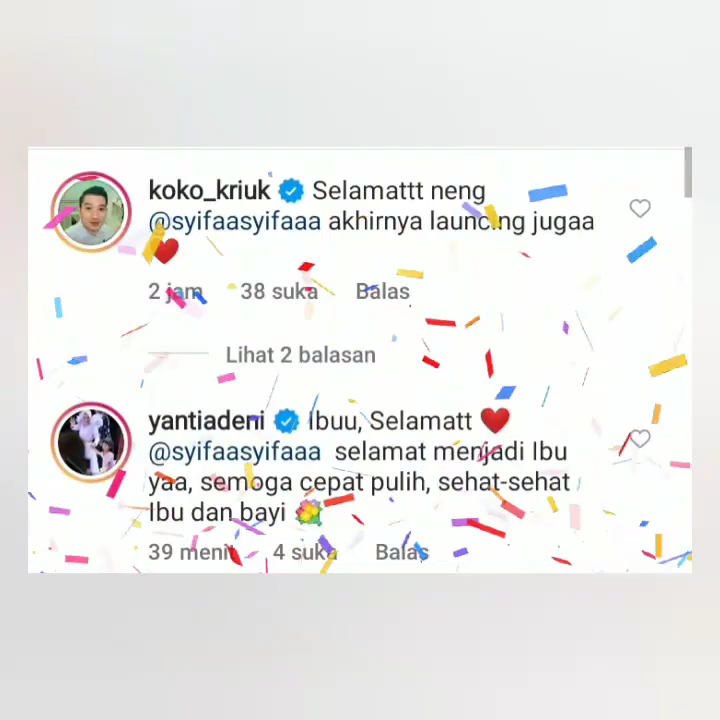 koko_kriuk Selamattt neng
@syifaasyifaaa akhirnya launcing jugaa
❤️
2 jam 38 suka Balas
Lihat 2 balasan
yantiadeni Ibuu, Selamatt ❤️
@syifaasyifaaa selamat menjadi Ibu
yaa, semoga cepat pulih, sehat-sehat
Ibu dan bayi 💐
39 menit 4 suka Balas